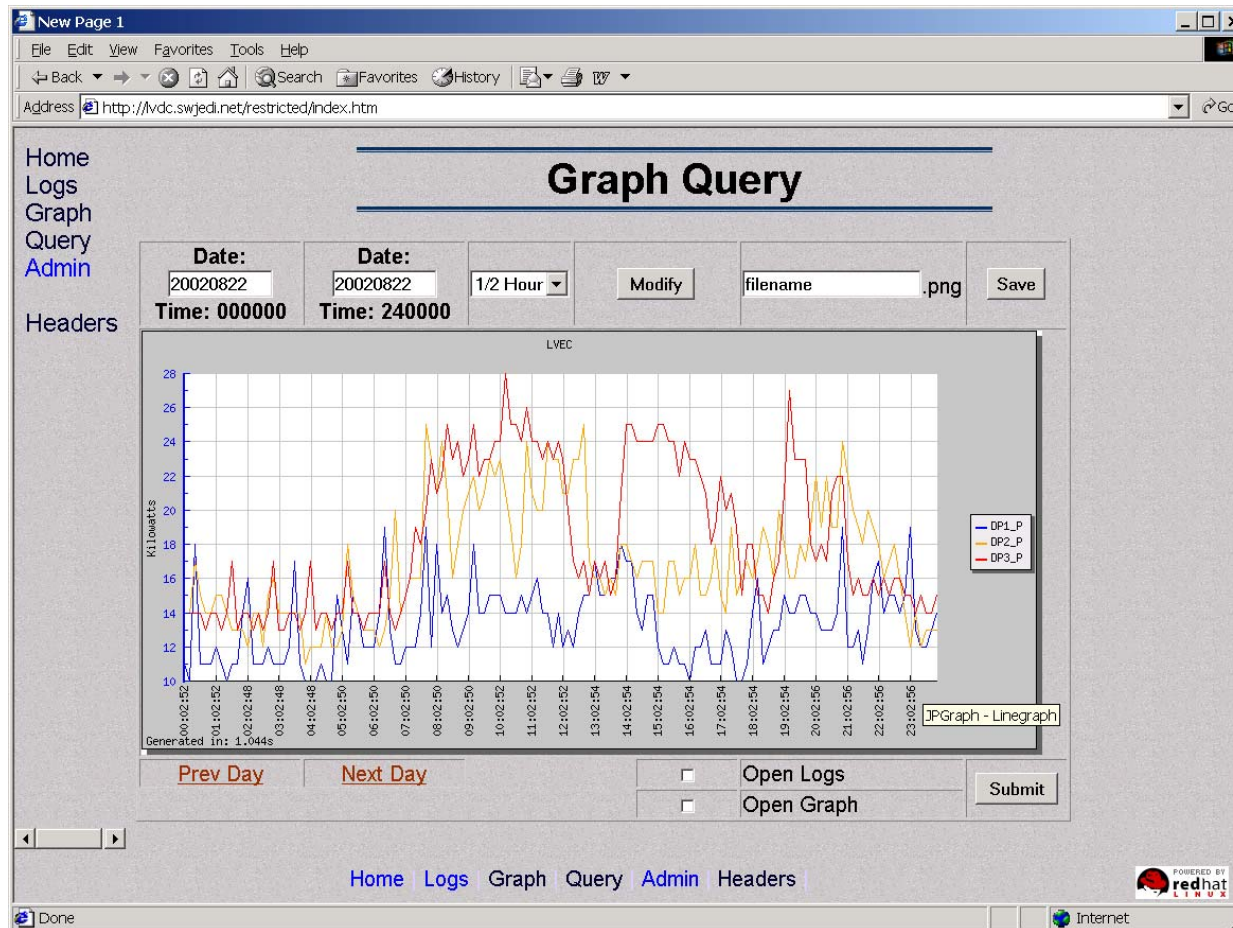 New Page 1
File Edit View Favorites Tools Help
Back Search Favorites History
Address http://lvdc.swjedi.net/restricted/index.htm Go
Home
Logs
Graph
Query
Admin
Headers
Graph Query
Date: Date:
20020822 20020822 1/2 Hour Modify filename .png Save
Time: 000000 Time: 240000
LVEC
Kilowatts
28
26
24
22
20
18
16
14
12
10
DP1_P
DP2_P
DP3_P
00:02:52 01:02:52 02:02:48 03:02:48 04:02:48 05:02:50 06:02:50 07:02:50 08:02:50 09:02:50 10:02:52 11:02:52 12:02:52 13:02:54 14:02:54 15:02:54 16:02:54 17:02:54 18:02:54 19:02:54 20:02:56 21:02:56 22:02:56 23:02:56
JPGraph - Linegraph
Generated in: 1.044s
Prev Day Next Day Open Logs
Open Graph
Submit
Home Logs Graph Query Admin Headers
POWERED BY
redhat
LINUX
Done Internet